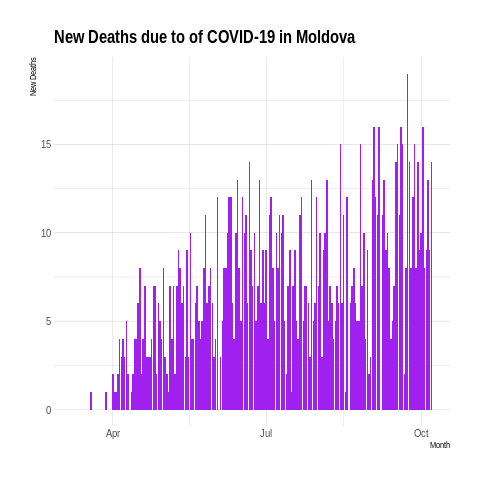 New Deaths due to of COVID-19 in Moldova
New Deaths
15
10
5
0
Apr
Jul
Oct
Month